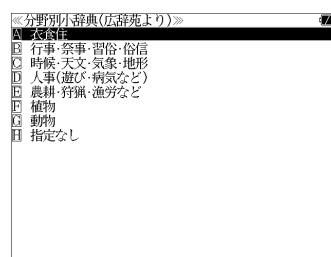 ≪分野別小辞典(広辞苑より)≫
A 衣食住
B 行事·祭事·習俗·俗信
C 時候·天文·気象·地形
D 人事(遊び·病気など)
E 農耕·狩猟·漁労など
F 植物
G 動物
H 指定なし